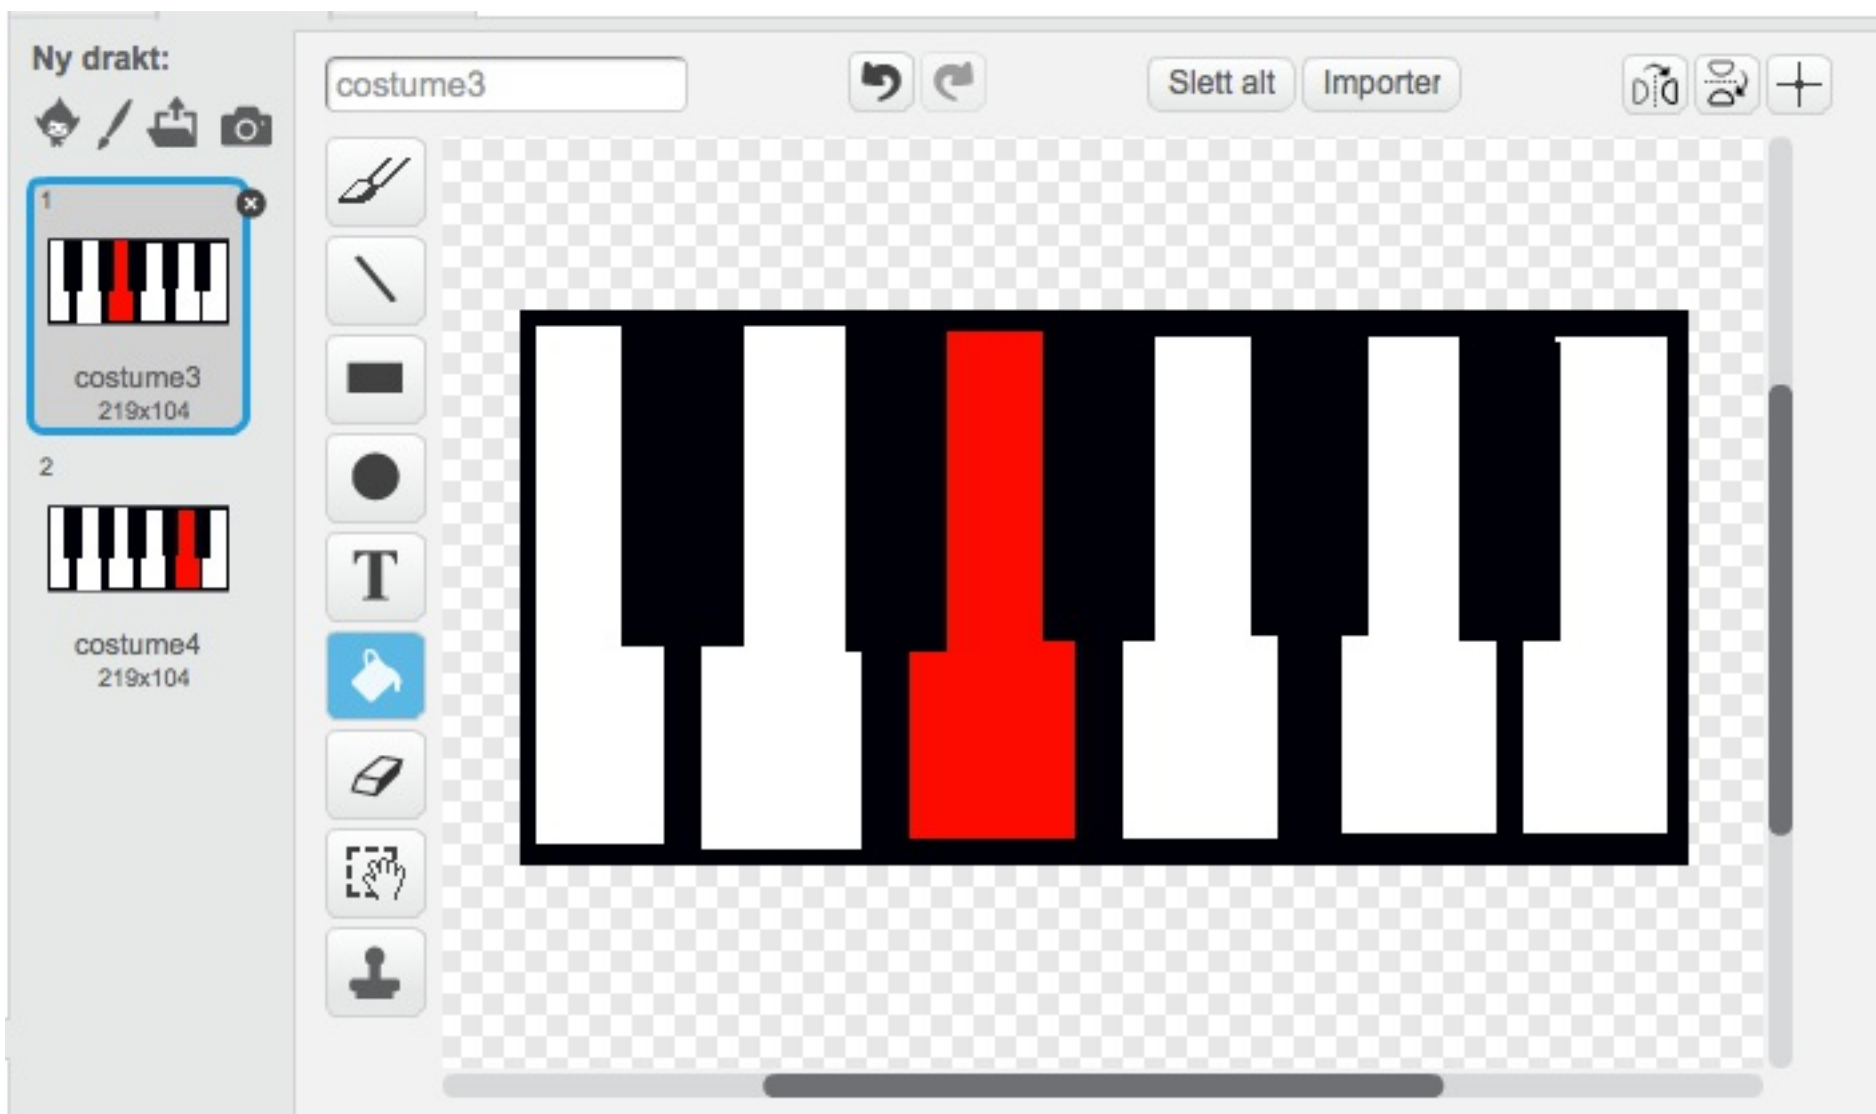 Ny drakt:
costume3
Slett alt
Importer
1
costume3
219x104
2
costume4
219x104
T